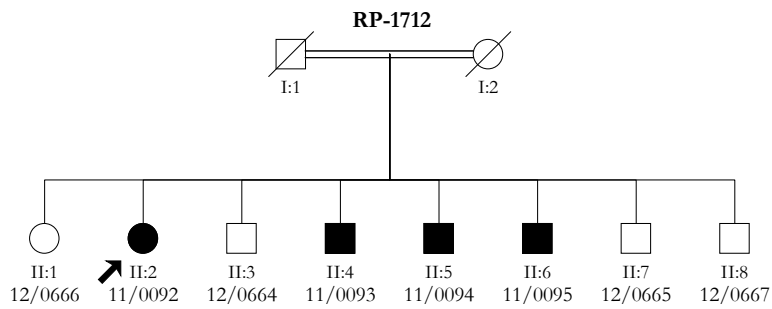 RP-1712
I:1 I:2
II:1 II:2 II:3 II:4 II:5 II:6 II:7 II:8
12/0666 11/0092 12/0664 11/0093 11/0094 11/0095 12/0665 12/0667